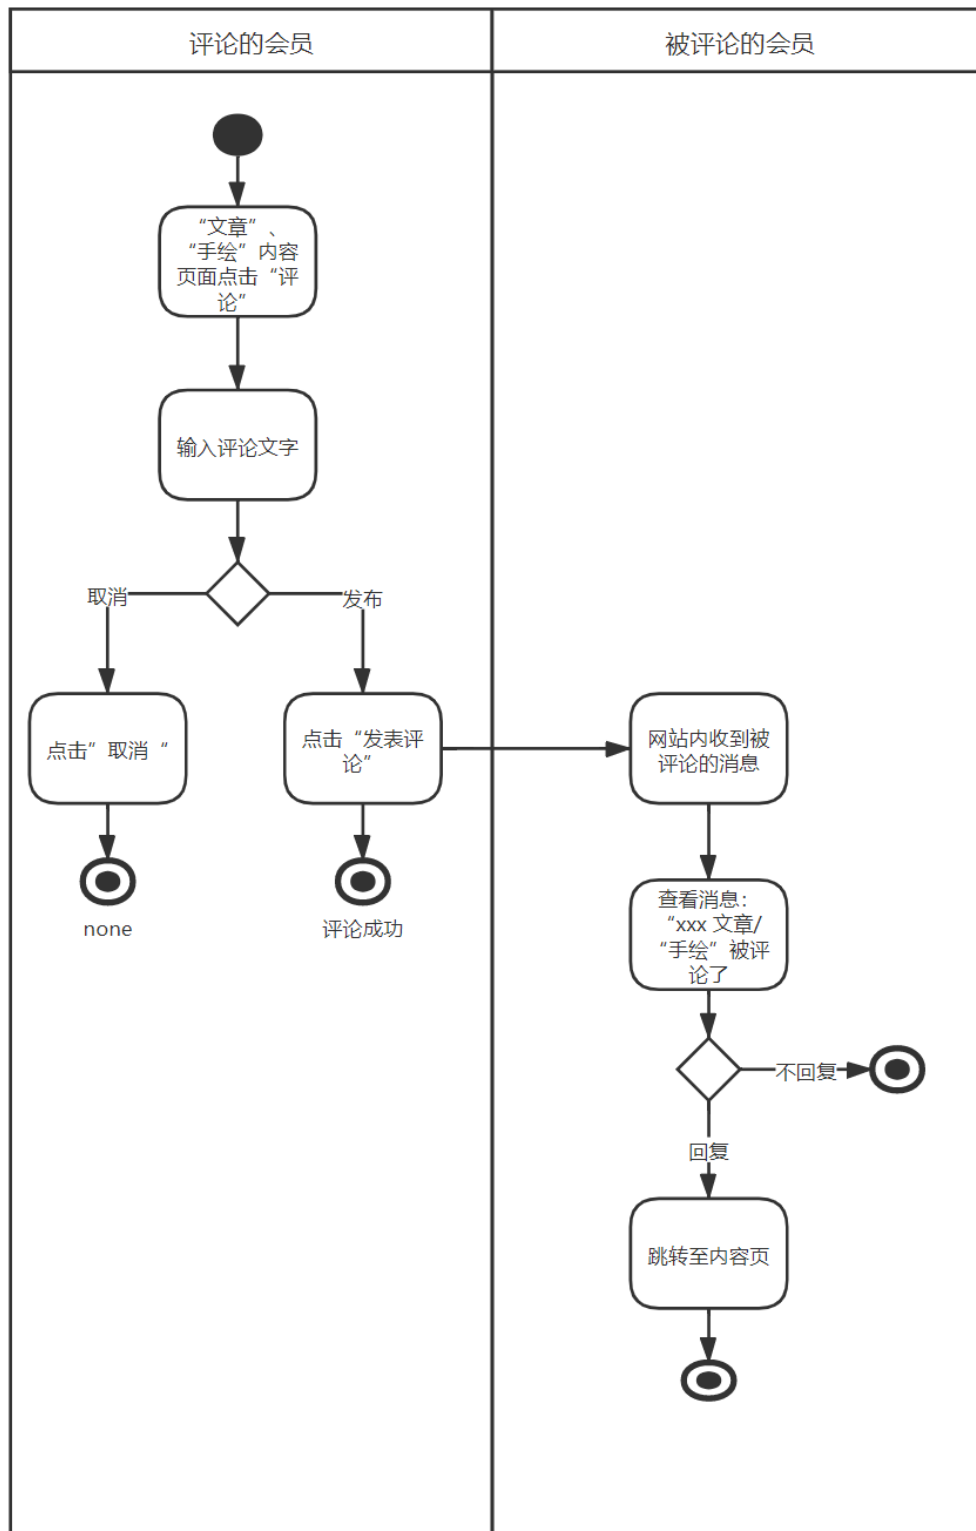 评论的会员
被评论的会员
“文章”、
“手绘”内容
页面点击“评
论”
输入评论文字
取消
发布
点击”取消“
点击“发表评
论”
网站内收到被
评论的消息
none
评论成功
查看消息：
“xxx 文章/
“手绘”被评
论了
不回复
回复
跳转至内容页